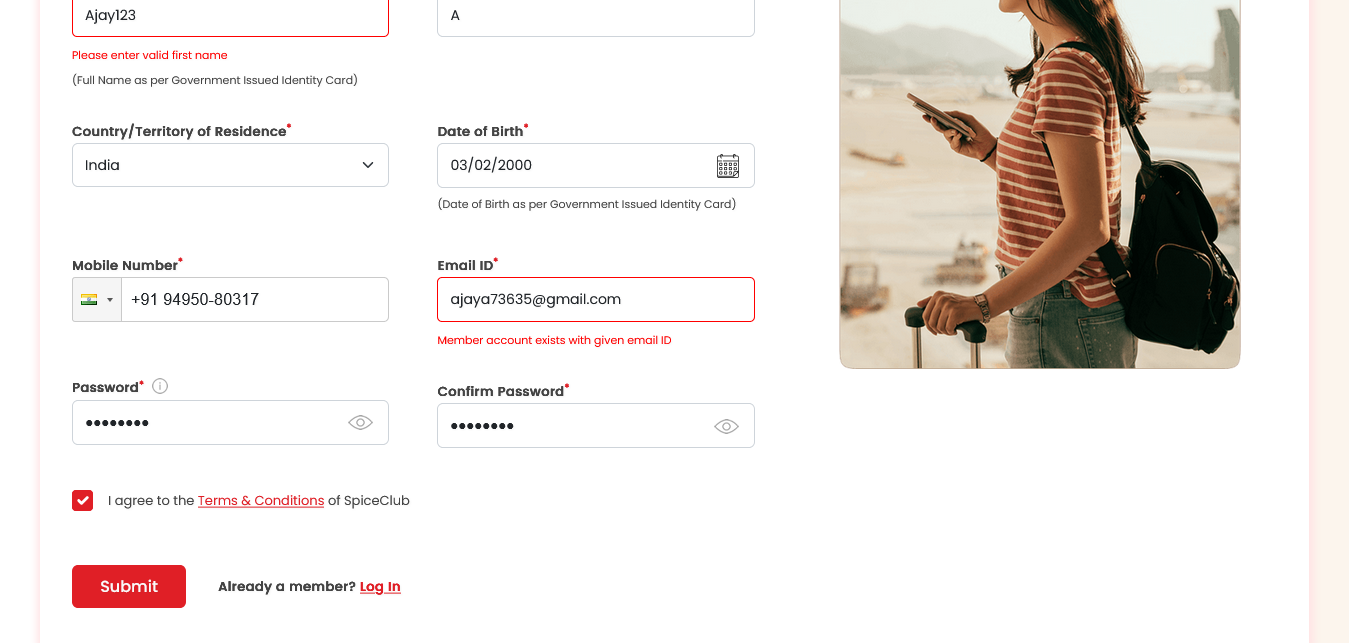 Ajay123 A
Please enter valid first name
(Full Name as per Government Issued Identity Card)
Country/Territory of Residence* Date of Birth*
India 03/02/2000
(Date of Birth as per Government Issued Identity Card)
Mobile Number* Email ID*
+91 94950-80317 ajaya73635@gmail.com
Member account exists with given email ID
Password* Confirm Password*
•••••••• ••••••••
I agree to the Terms & Conditions of SpiceClub
Submit Already a member? Log In